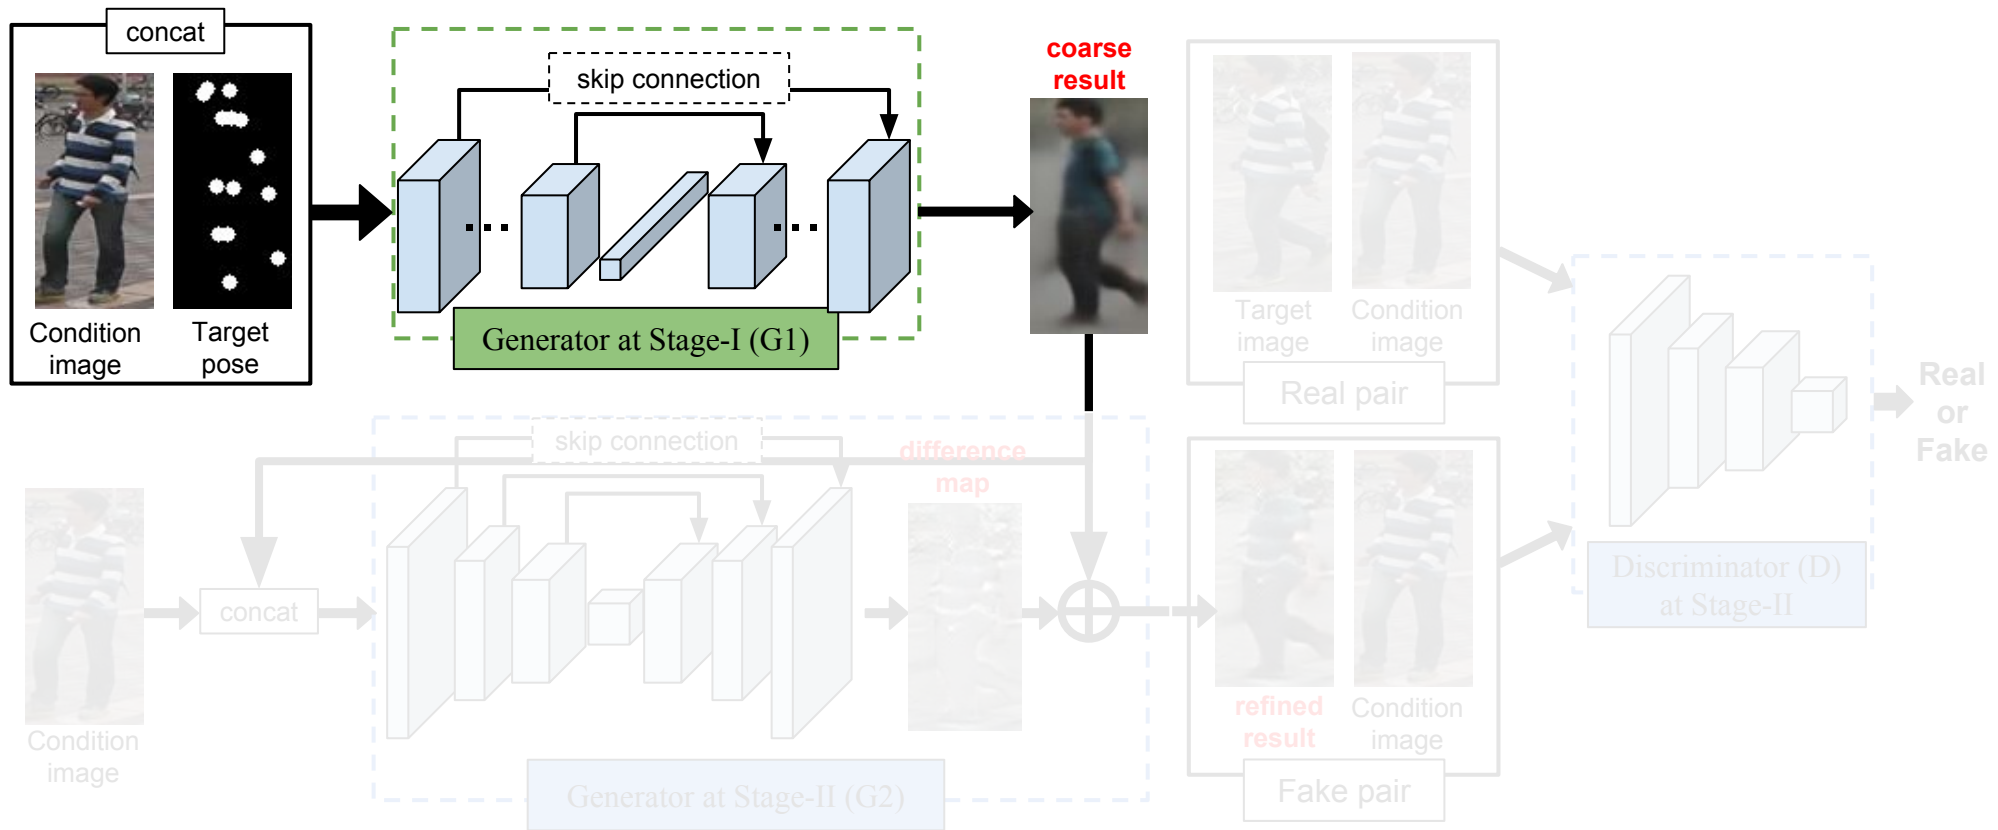 concat
Condition
image
Target
pose
skip connection
Generator at Stage-I (G1)
coarse
result
Target
image
Condition
image
Real pair
Real
or
Fake
Discriminator (D)
at Stage-II
skip connection
difference
map
concat
Condition
image
Generator at Stage-II (G2)
refined
result
Condition
image
Fake pair